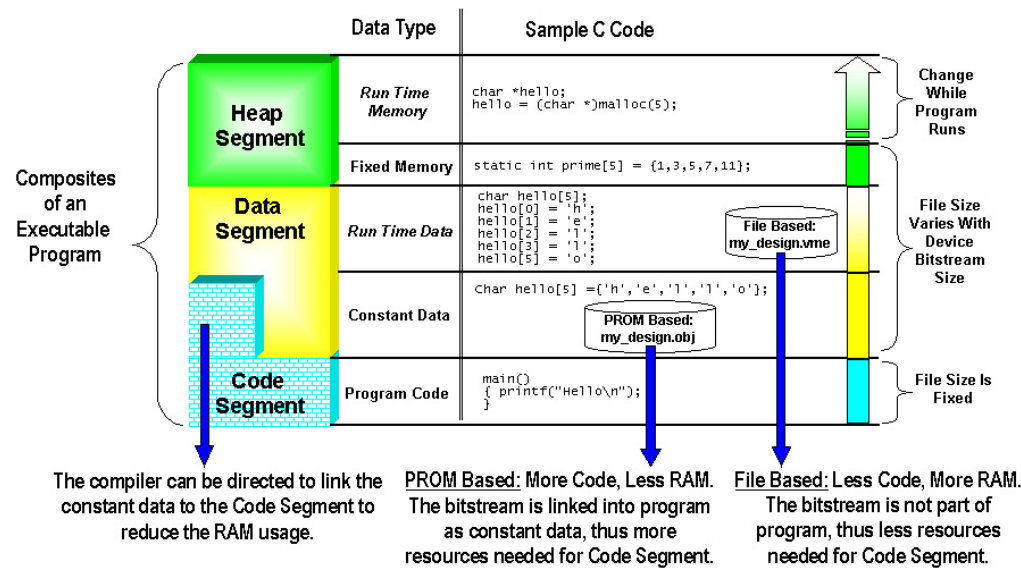 Data Type
Sample C Code
Composites
of an
Executable
Program
Heap
Segment
Data
Segment
Code
Segment
Run Time
Memory
char *hello;
hello = (char *)malloc(5);
Change
While
Program
Runs
Fixed Memory
static int prime[5] = {1,3,5,7,11};
Run Time Data
char hello[5];
hello[0] = 'h';
hello[1] = 'e';
hello[2] = 'l';
hello[3] = 'l';
hello[5] = 'o';
File Based:
my_design.vme
File Size
Varies With
Device
Bitstream
Size
Constant Data
Char hello[5] ={'h','e','l','l','o'};
PROM Based:
my_design.obj
Program Code
main()
{ printf("Hello\n");
}
File Size Is
Fixed
The compiler can be directed to link the
constant data to the Code Segment to
reduce the RAM usage.
PROM Based: More Code, Less RAM.
The bitstream is linked into program
as constant data, thus more
resources needed for Code Segment.
File Based: Less Code, More RAM.
The bitstream is not part of
program, thus less resources
needed for Code Segment.